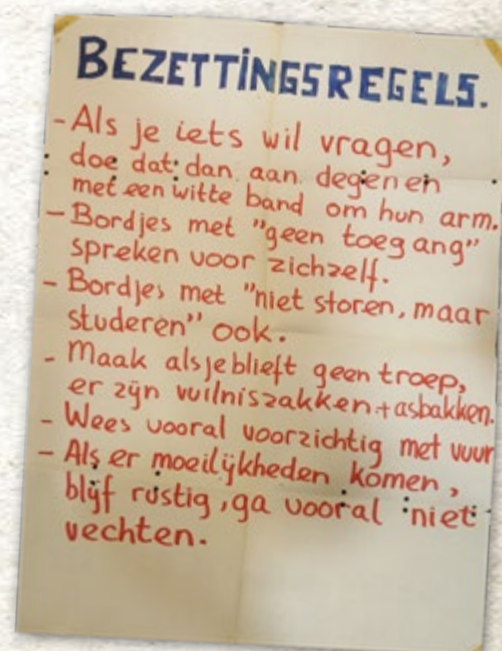 BEZETTINGSREGELS.
- Als je iets wil vragen,
doe dat dan aan degenen
met een witte band om hun arm.
- Bordjes met "geen toegang"
spreken voor zichzelf.
- Bordjes met "niet storen, maar
studeren" ook.
- Maak alsjeblieft geen troep,
er zijn vuilniszakken + asbakken.
- Wees vooral voorzichtig met vuur
- Als er moeilijkheden komen,
blijf rustig, ga vooral niet
vechten.